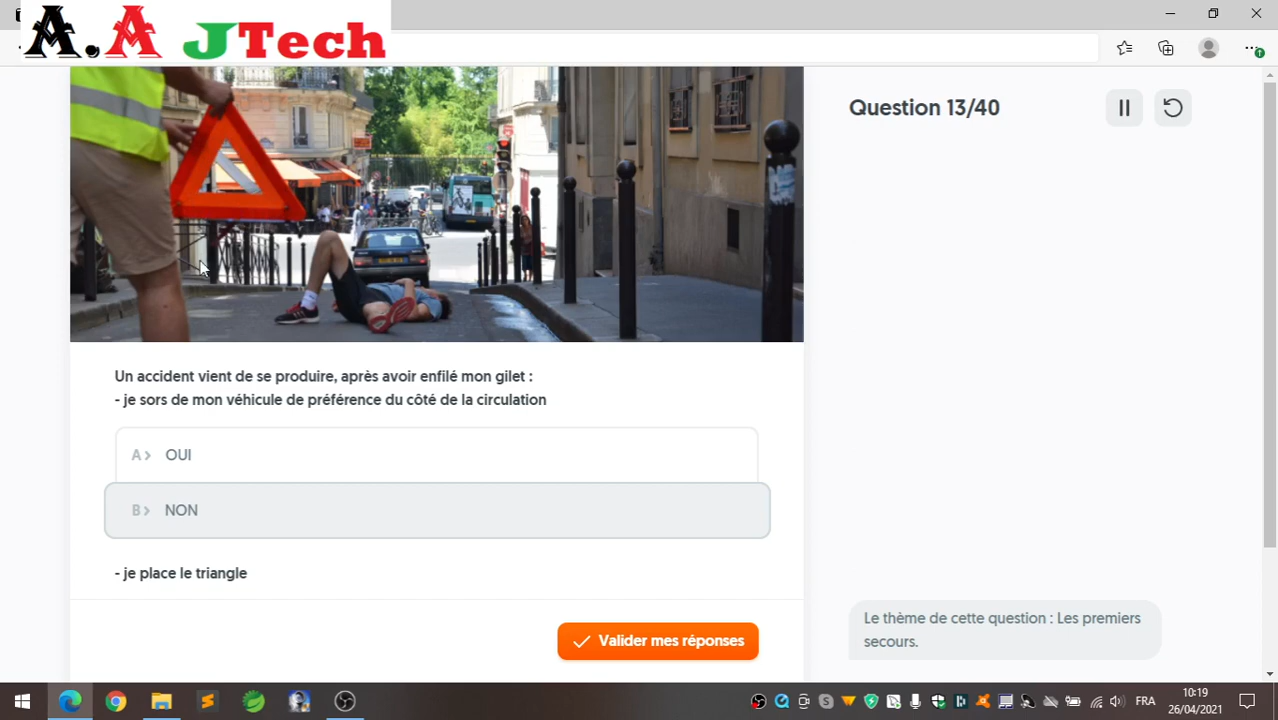 A.A JTech
Question 13/40
Un accident vient de se produire, après avoir enfilé mon gilet :
- je sors de mon véhicule de préférence du côté de la circulation
A > OUI
B > NON
- je place le triangle
Valider mes réponses
Le thème de cette question : Les premiers
secours.
FRA
10:19
26/04/2021